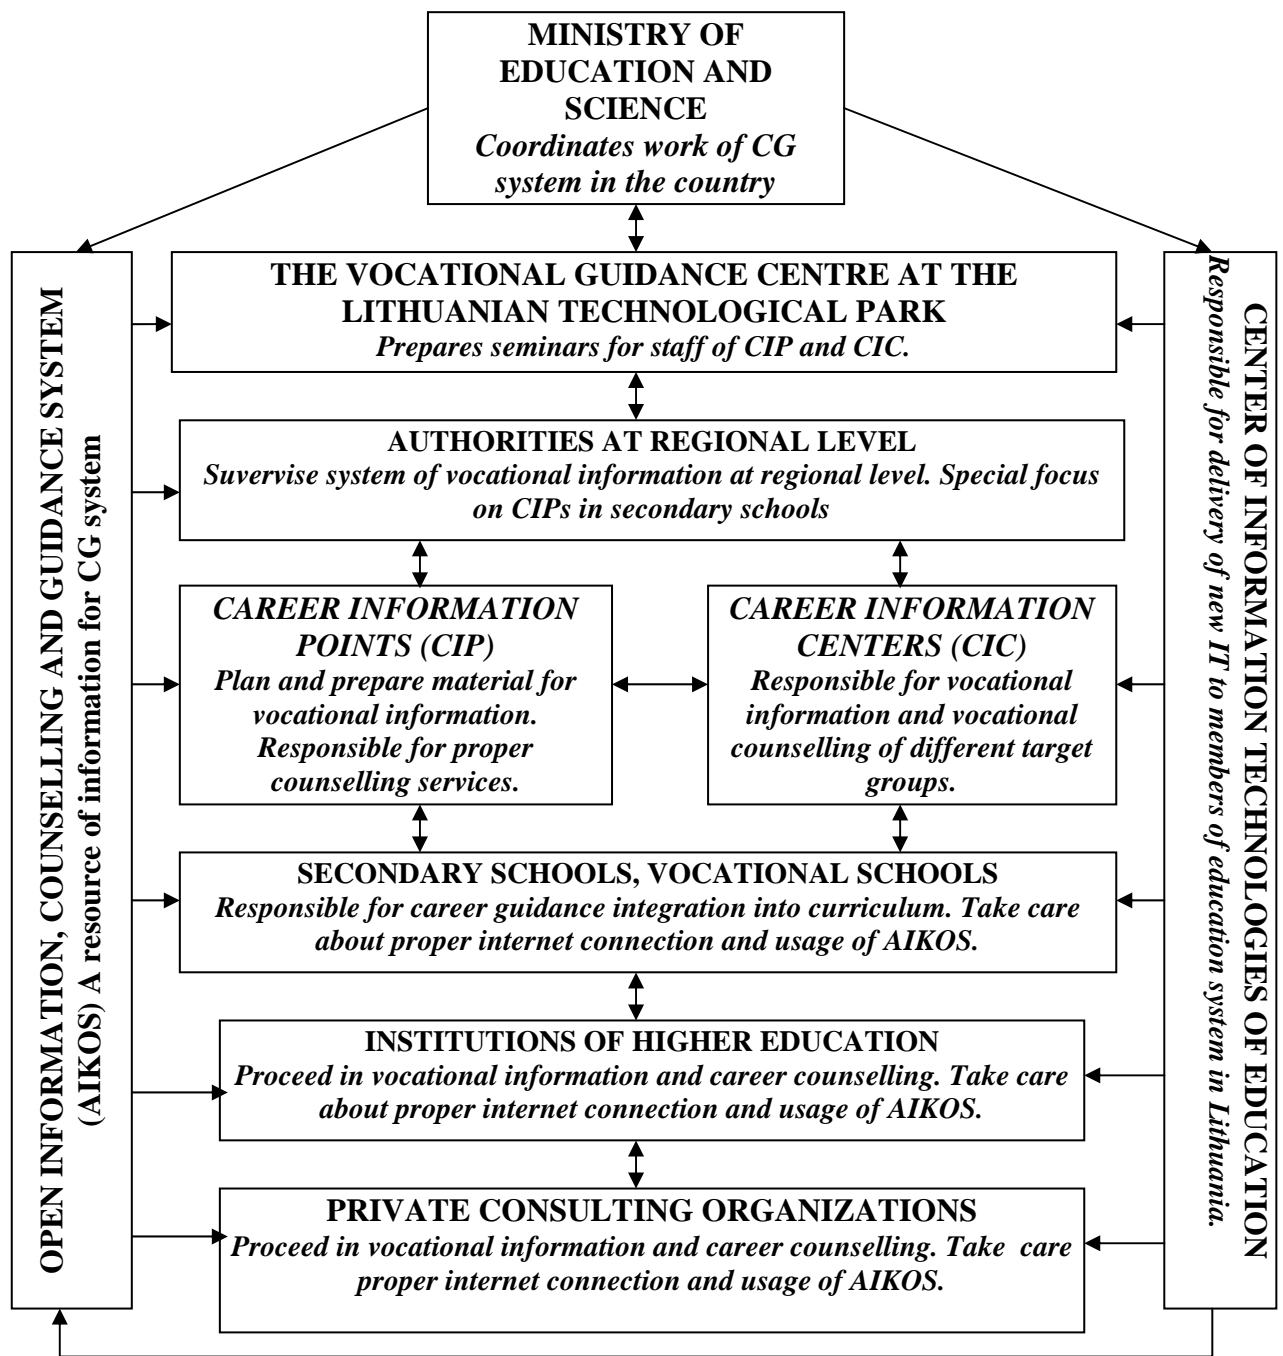 MINISTRY OF
EDUCATION AND
SCIENCE
Coordinates work of CG
system in the country
OPEN INFORMATION, COUNSELLING AND GUIDANCE SYSTEM
(AIKOS) A resource of information for CG system
THE VOCATIONAL GUIDANCE CENTRE AT THE
LITHUANIAN TECHNOLOGICAL PARK
Prepares seminars for staff of CIP and CIC.
AUTHORITIES AT REGIONAL LEVEL
Suvervise system of vocational information at regional level. Special focus
on CIPs in secondary schools
CAREER INFORMATION
POINTS (CIP)
Plan and prepare material for
vocational information.
Responsible for proper
counselling services.
CAREER INFORMATION
CENTERS (CIC)
Responsible for vocational
information and vocational
counselling of different target
groups.
SECONDARY SCHOOLS, VOCATIONAL SCHOOLS
Responsible for career guidance integration into curriculum. Take care
about proper internet connection and usage of AIKOS.
INSTITUTIONS OF HIGHER EDUCATION
Proceed in vocational information and career counselling. Take care
about proper internet connection and usage of AIKOS.
PRIVATE CONSULTING ORGANIZATIONS
Proceed in vocational information and career counselling. Take  care
proper internet connection and usage of AIKOS.
CENTER OF INFORMATION TECHNOLOGIES OF EDUCATION
Responsible for delivery of new IT to members of education system in Lithuania.